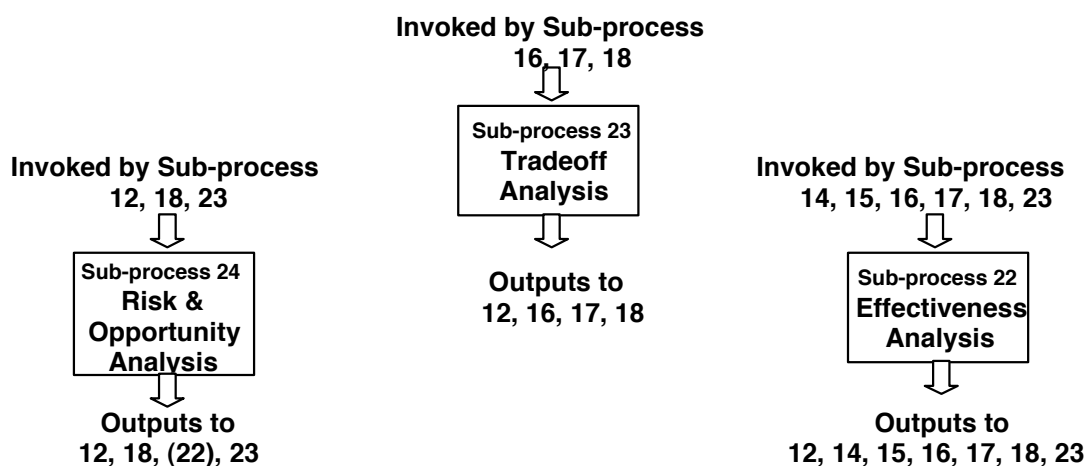 Invoked by Sub-process
16, 17, 18
Sub-process 23
Tradeoff
Analysis
Outputs to
12, 16, 17, 18
Invoked by Sub-process
12, 18, 23
Sub-process 24
Risk &
Opportunity
Analysis
Outputs to
12, 18, (22), 23
Invoked by Sub-process
14, 15, 16, 17, 18, 23
Sub-process 22
Effectiveness
Analysis
Outputs to
12, 14, 15, 16, 17, 18, 23